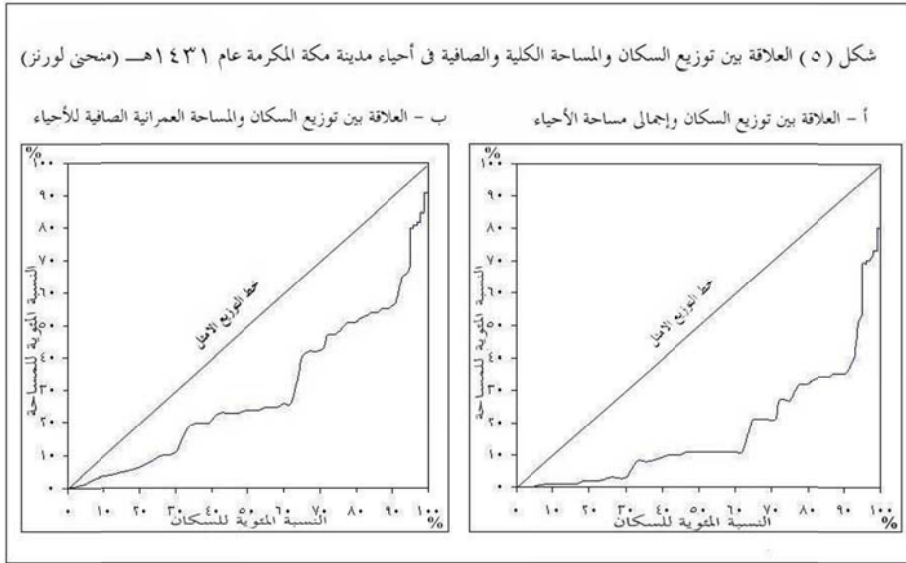 شكل (٥) العلاقة بين توزيع السكان والمساحة الكلية والصافية فى أحياء مدينة مكة المكرمة عام ١٤٣١هــ (منحنى لورنز)
أ - العلاقة بين توزيع السكان وإجمالى مساحة الأحياء
%
١٠٠
٩٠
٨٠
٧٠
٦٠
٥٠
٤٠
٣٠
٢٠
١٠
٠
النسبة المئوية للمساحة
خط التوزيع الامثل
٠ ١٠ ٢٠ ٣٠ ٤٠ ٥٠ ٦٠ ٧٠ ٨٠ ٩٠ ١٠٠
النسبة المئوية للسكان %
ب - العلاقة بين توزيع السكان والمساحة العمرانية الصافية للأحياء
%
١٠٠
٩٠
٨٠
٧٠
٦٠
٥٠
٤٠
٣٠
٢٠
١٠
٠
النسبة المئوية للمساحة
خط التوزيع الامثل
٠ ١٠ ٢٠ ٣٠ ٤٠ ٥٠ ٦٠ ٧٠ ٨٠ ٩٠ ١٠٠
النسبة المئوية للسكان %